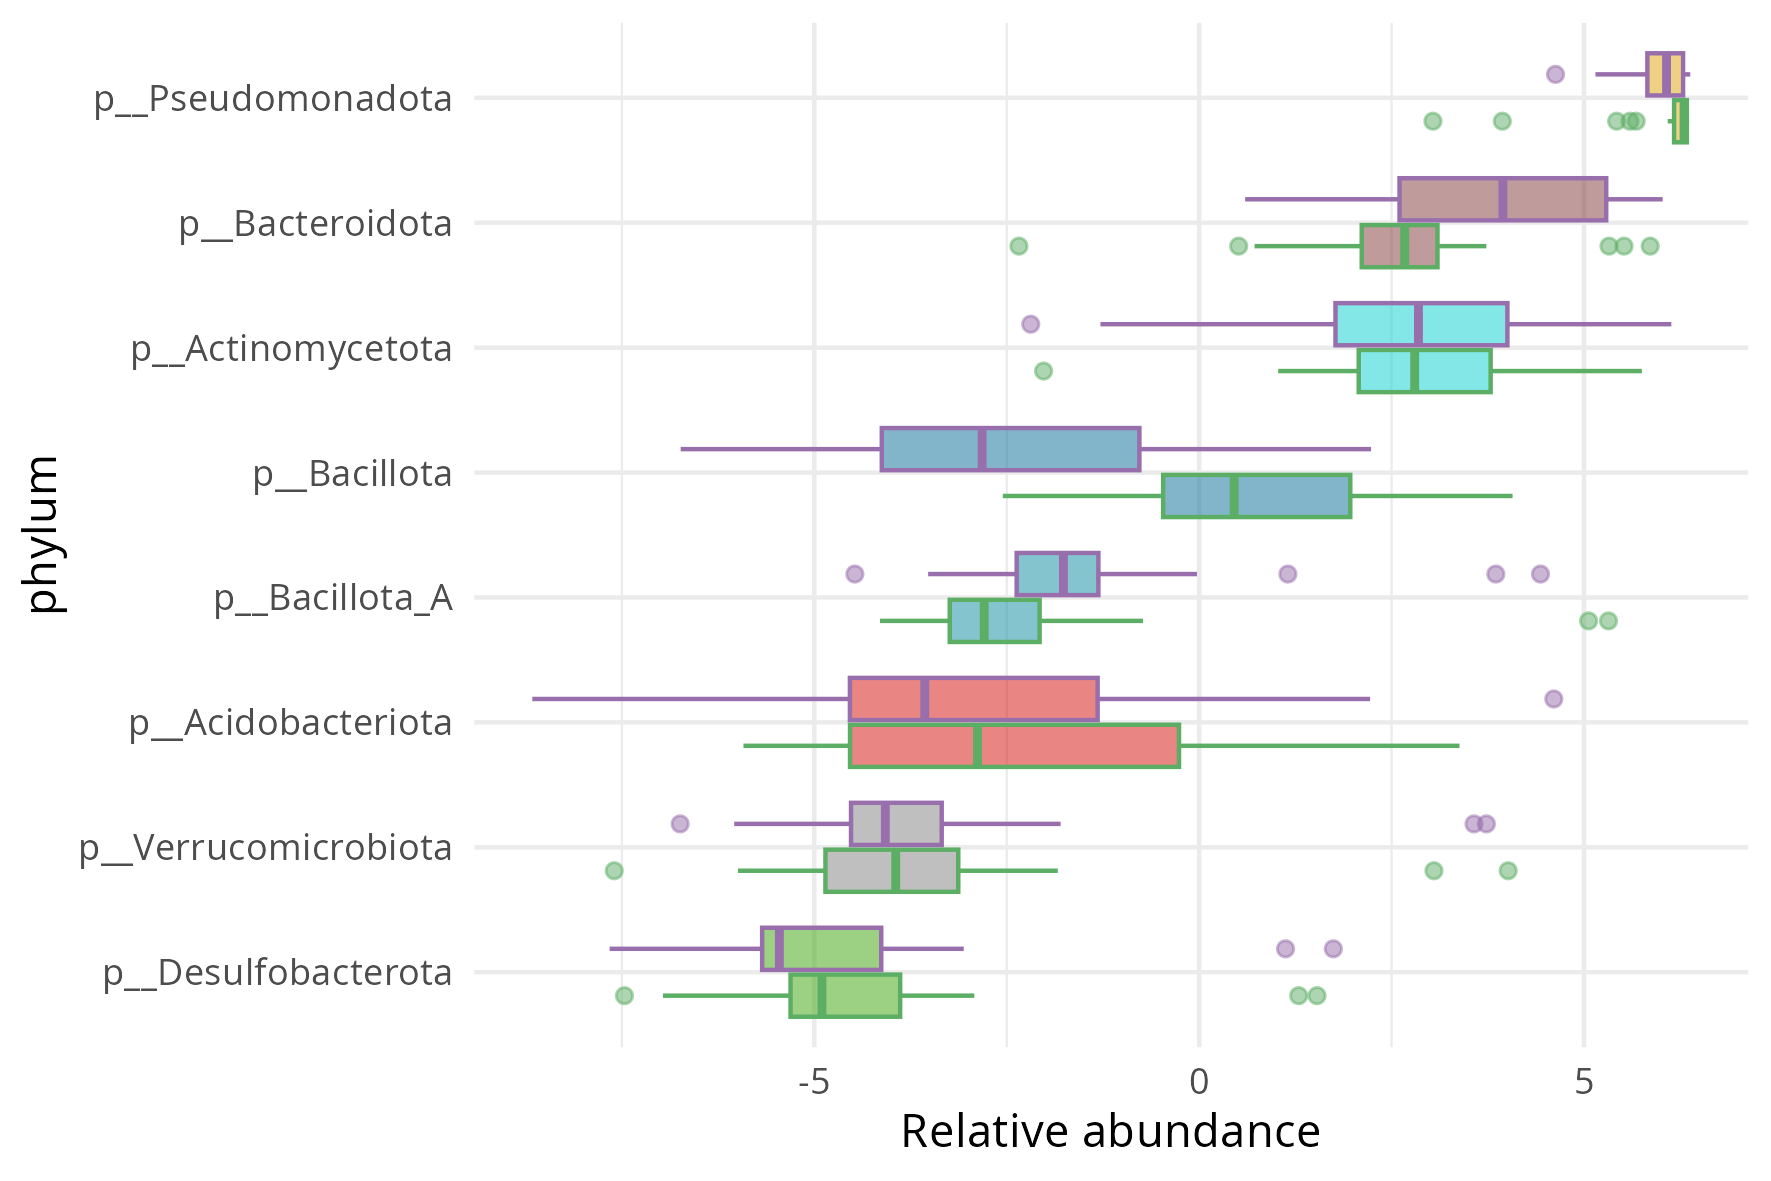 p__Pseudomonadota
p__Bacteroidota
p__Actinomycetota
p__Bacillota
p__Bacillota_A
p__Acidobacteriota
p__Verrucomicrobiota
p__Desulfobacterota
phylum
-5 0 5
Relative abundance